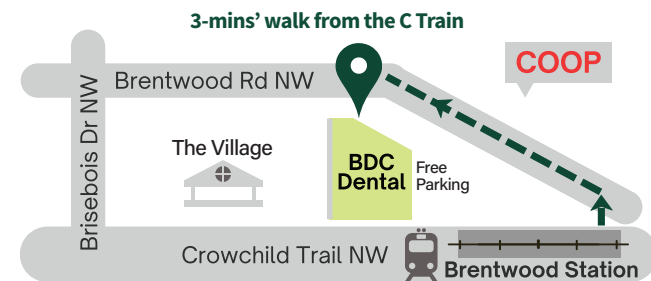 3-mins’ walk from the C Train
COOP
Brentwood Rd NW
Brisebois Dr NW
The Village
BDC
Dental
Free
Parking
Crowchild Trail NW
Brentwood Station